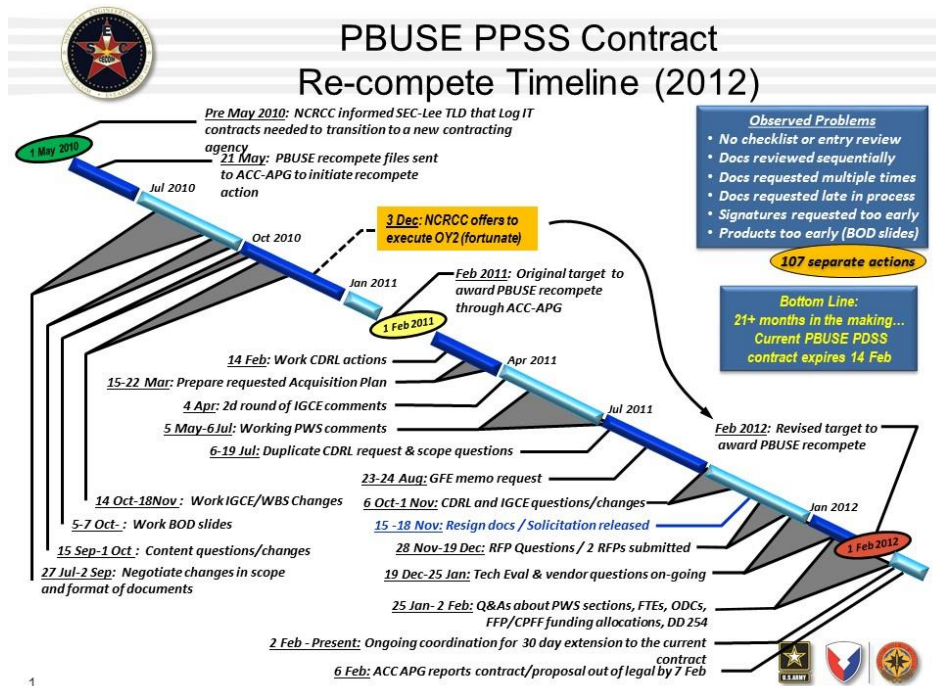 PBUSE PPSS Contract
Re-compete Timeline (2012)
SEC
CECOM
Pre May 2010: NCRCC informed SEC-Lee TLD that Log IT
contracts needed to transition to a new contracting
agency
1 May 2010
21 May: PBUSE recompete files sent
to ACC-APG to initiate recompete
action
Observed Problems
• No checklist or entry review
• Docs reviewed sequentially
• Docs requested multiple times
• Docs requested late in process
• Signatures requested too early
• Products too early (BOD slides)
107 separate actions
Bottom Line:
21+ months in the making…
Current PBUSE PDSS
contract expires 14 Feb
Jul 2010
Oct 2010
3 Dec: NCRCC offers to
execute OY2 (fortunate)
Jan 2011
Feb 2011: Original target to
award PBUSE recompete
through ACC-APG
1 Feb 2011
14 Feb: Work CDRL actions
Apr 2011
15-22 Mar: Prepare requested Acquisition Plan
4 Apr: 2d round of IGCE comments
5 May-6Jul: Working PWS comments
Jul 2011
6-19 Jul: Duplicate CDRL request & scope questions
Feb 2012: Revised target to
award PBUSE recompete
23-24 Aug: GFE memo request
14 Oct-18Nov : Work IGCE/WBS Changes
6 Oct-1 Nov: CDRL and IGCE questions/changes
Jan 2012
5-7 Oct- : Work BOD slides
15 -18 Nov: Resign docs / Solicitation released
15 Sep-1 Oct : Content questions/changes
28 Nov-19 Dec: RFP Questions / 2 RFPs submitted
1 Feb 2012
27 Jul-2 Sep: Negotiate changes in scope
and format of documents
19 Dec-25 Jan: Tech Eval & vendor questions on-going
25 Jan- 2 Feb: Q&As about PWS sections, FTEs, ODCs,
FFP/CPFF funding allocations, DD 254
2 Feb - Present: Ongoing coordination for 30 day extension to the current
contract
6 Feb: ACC APG reports contract/proposal out of legal by 7 Feb
U.S.ARMY
1